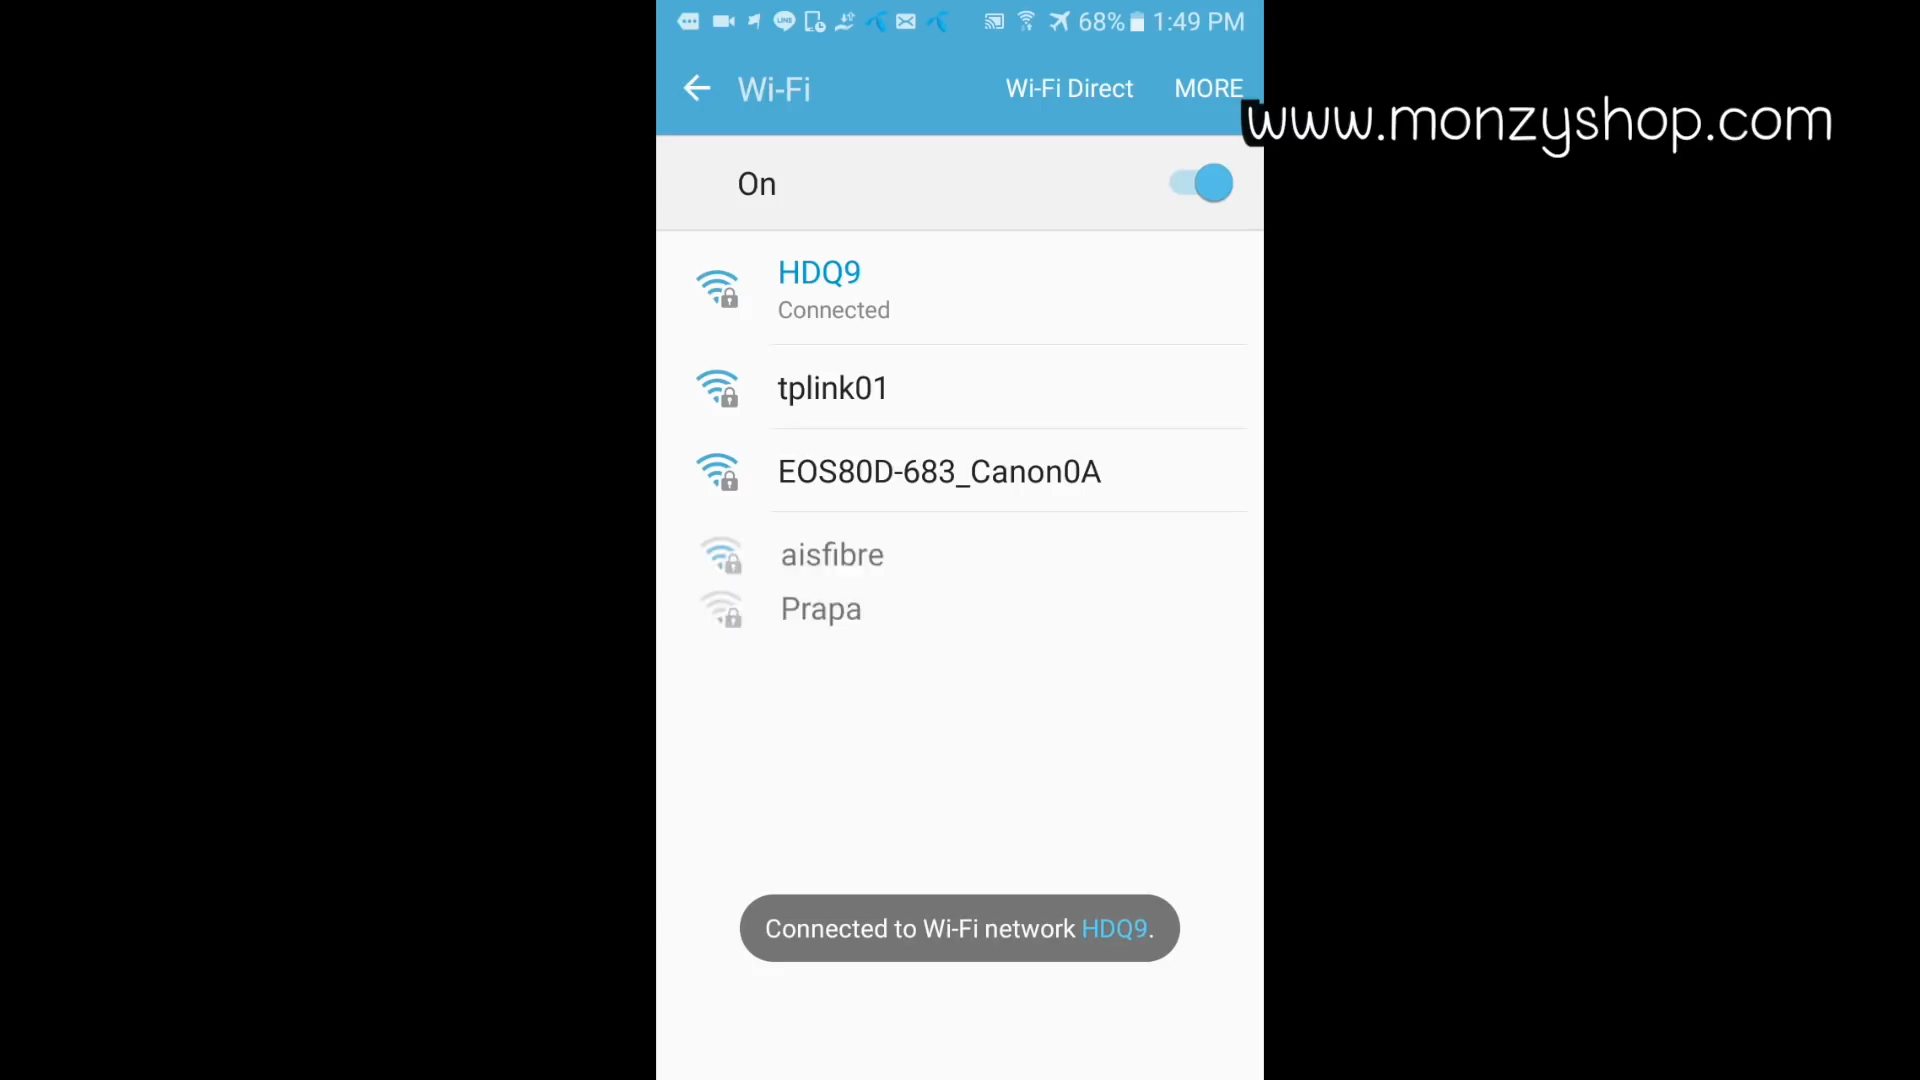 68% 1:49 PM
Wi-Fi Wi-Fi Direct MORE
www.monzyshop.com
On
HDQ9
Connected
tplink01
EOS80D-683_Canon0A
aisfibre
Prapa
Connected to Wi-Fi network HDQ9.